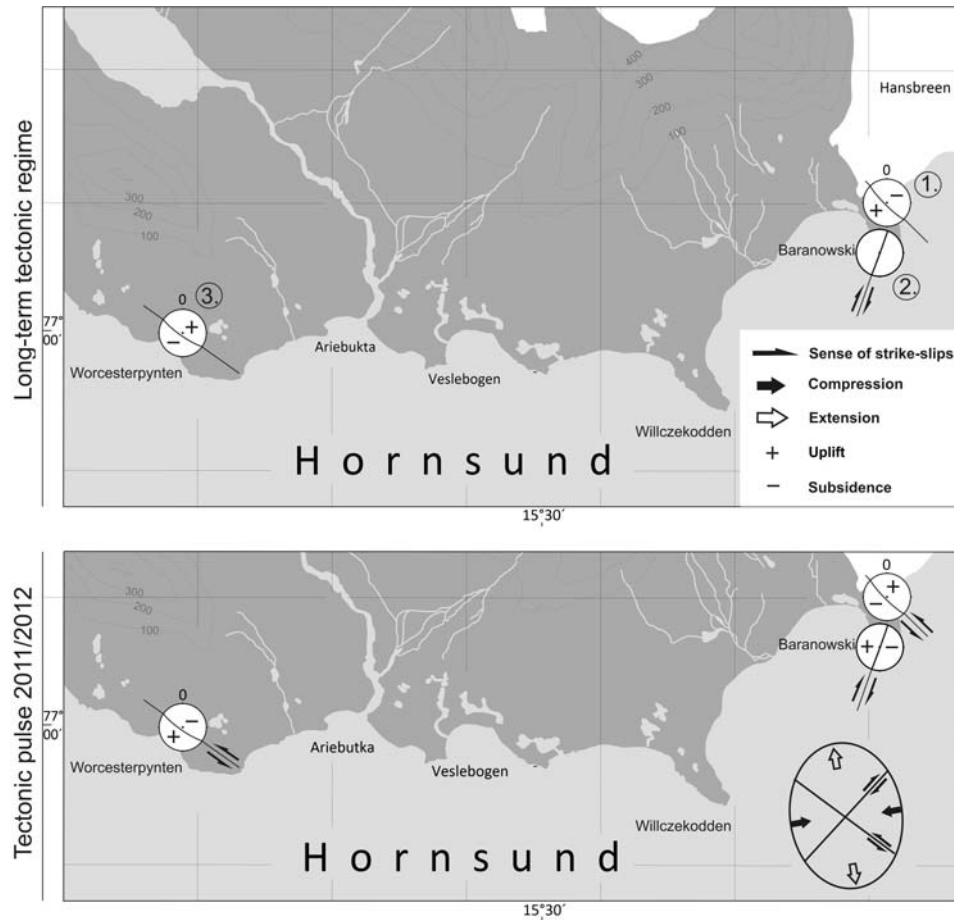 Long-term tectonic regime
400
300
200
100
Hansbreen
0
1.
+
−
Baranowski
2.
300
200
100
0
3.
+
−
77°
00´
Worcesterpynten
Ariebukta
Veslebogen
Willczekodden
Hornsund
Sense of strike-slips
Compression
Extension
+ Uplift
− Subsidence
15°30´
Tectonic pulse 2011/2012
0
+
−
Baranowski
+ −
300
200
100
0
−
+
77°
00´
Worcesterpynten
Ariebutka
Veslebogen
Willczekodden
Hornsund
15°30´